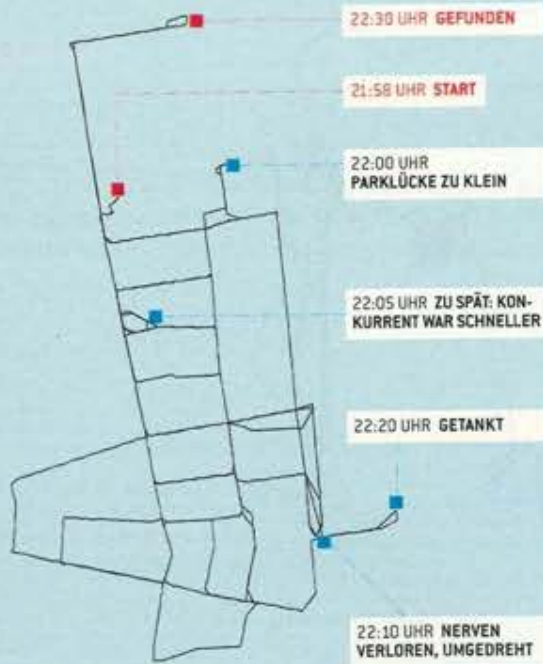 22:30 UHR GEFUNDEN
21:58 UHR START
22:00 UHR
PARKLÜCKE ZU KLEIN
22:05 UHR ZU SPÄT: KON-
KURRENT WAR SCHNELLER
22:20 UHR GETANKT
22:10 UHR NERVEN
VERLOREN, UMGEDREHT